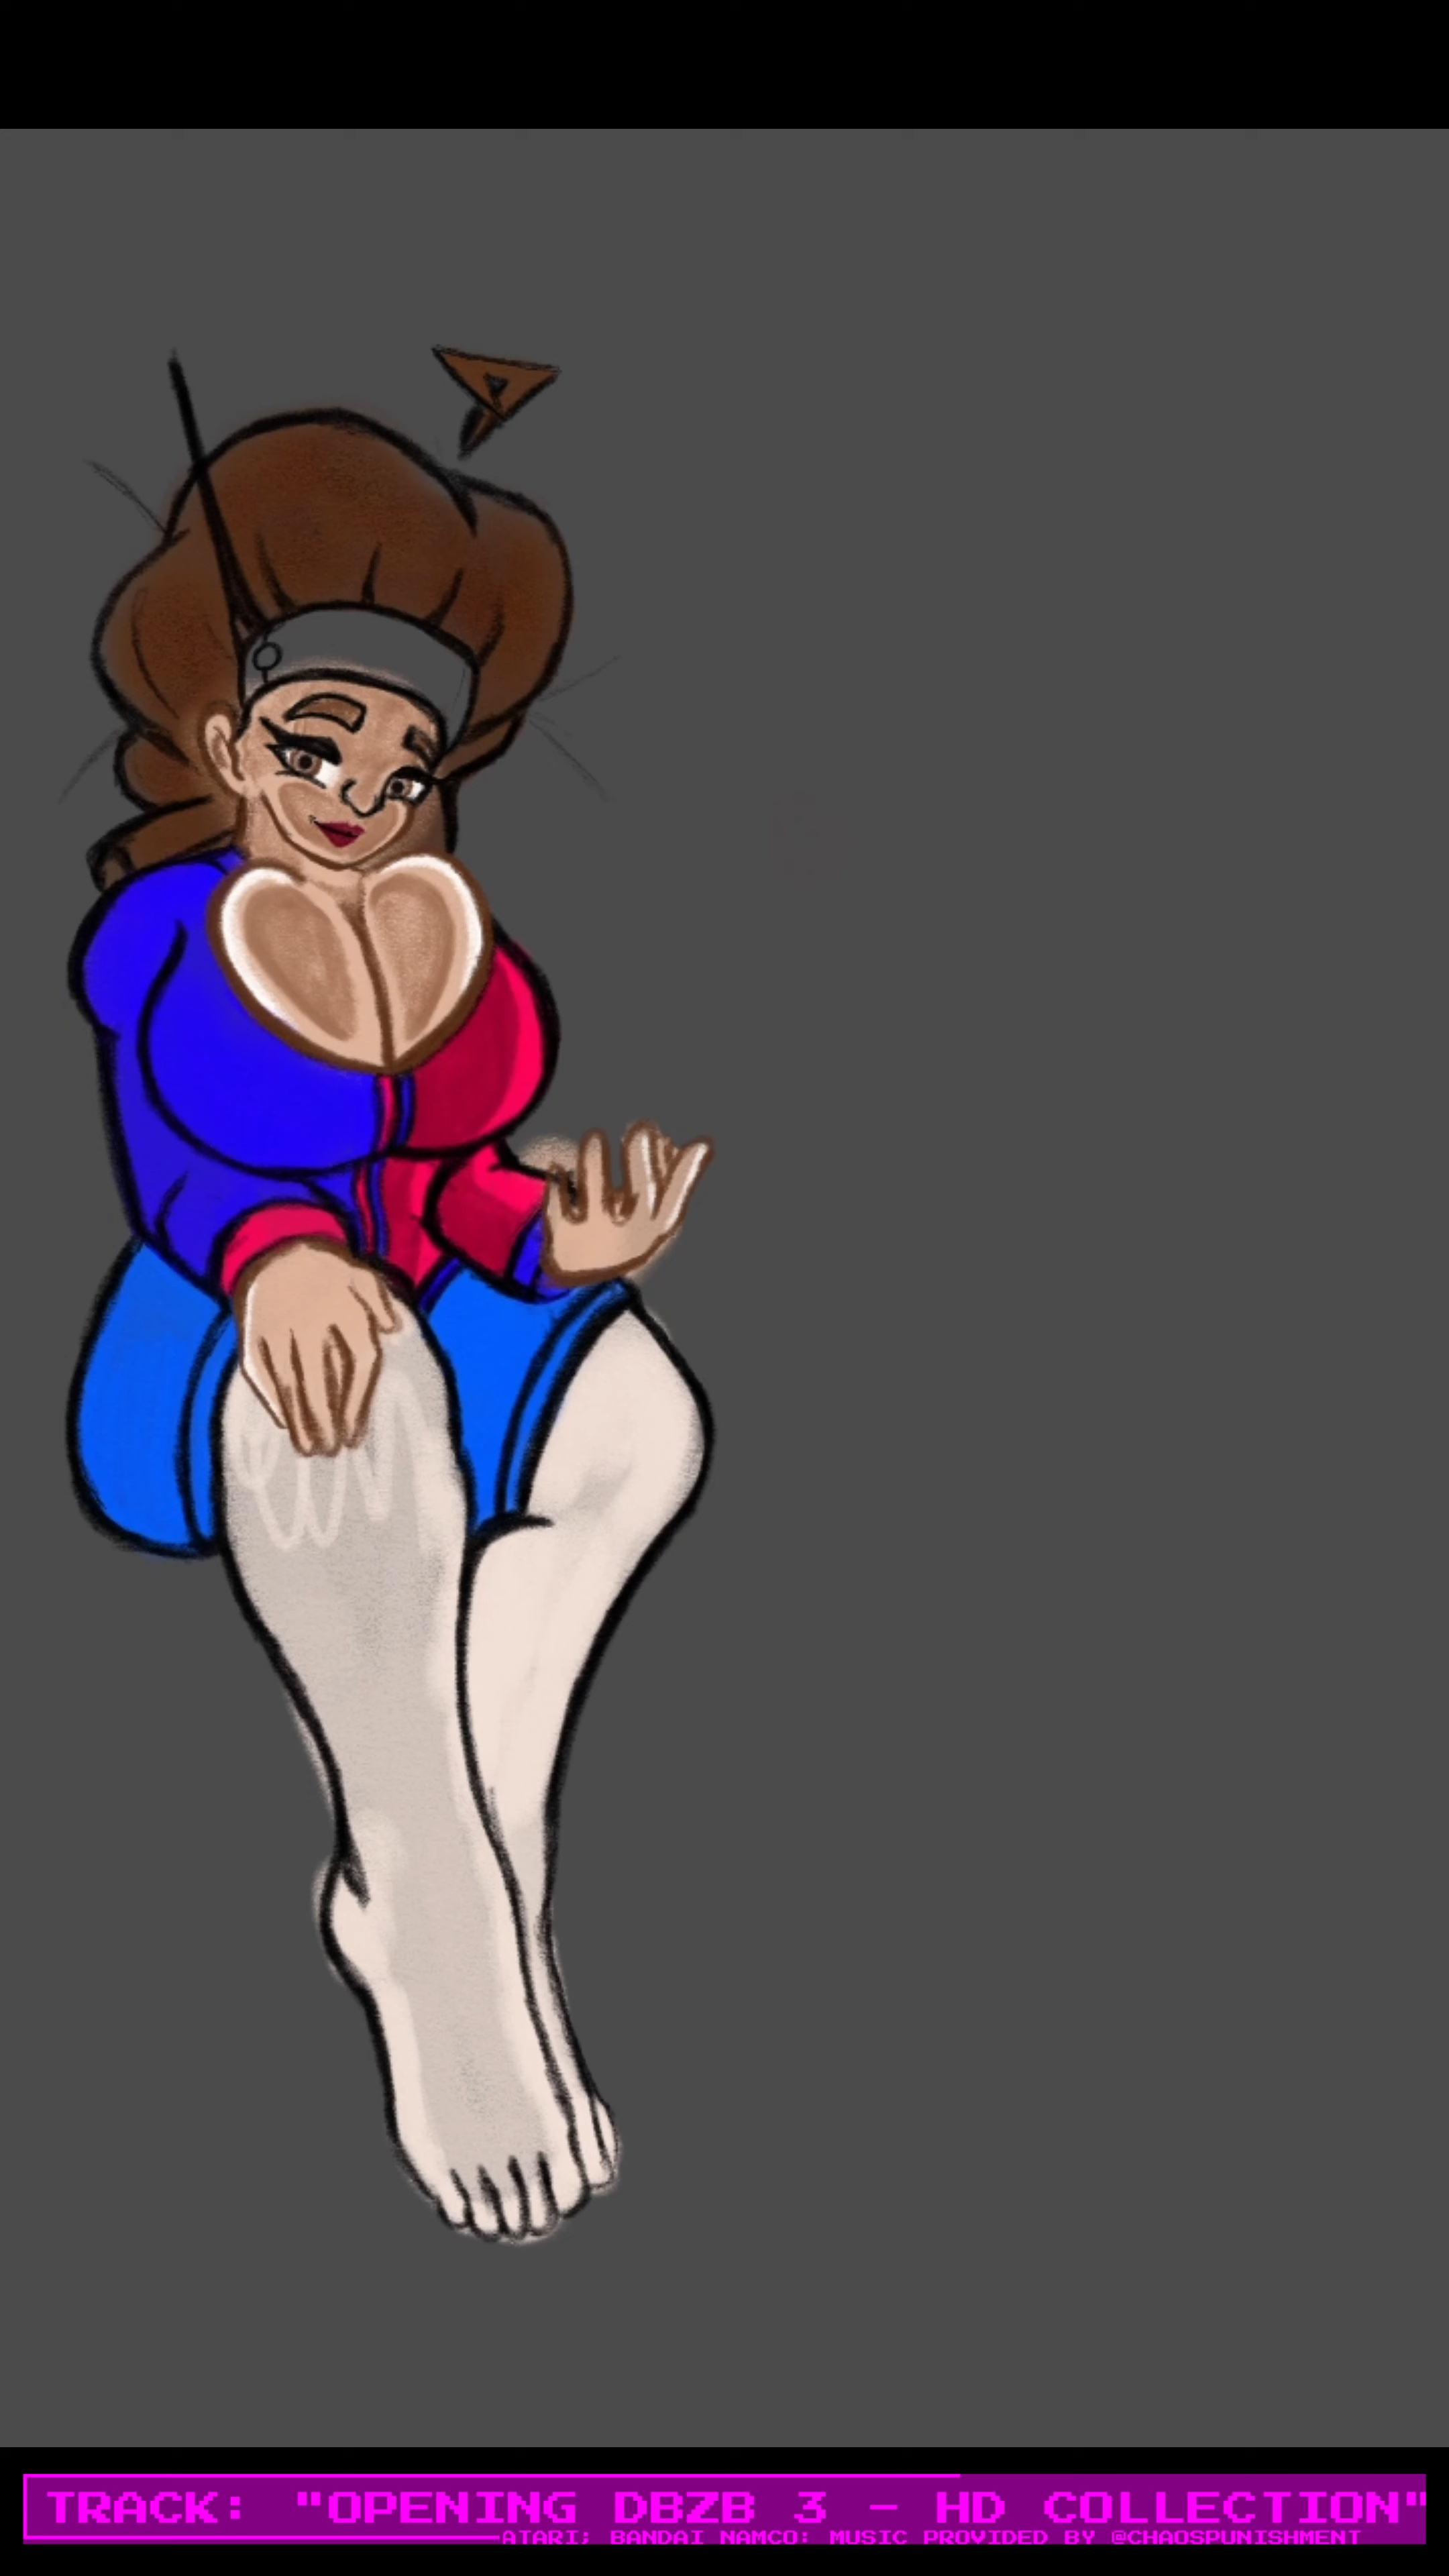 TRACK: "OPENING DBZB 3 - HD COLLECTION"
ATARI; BANDAI NAMCO: MUSIC PROVIDED BY @CHAOSPUNISHMENT